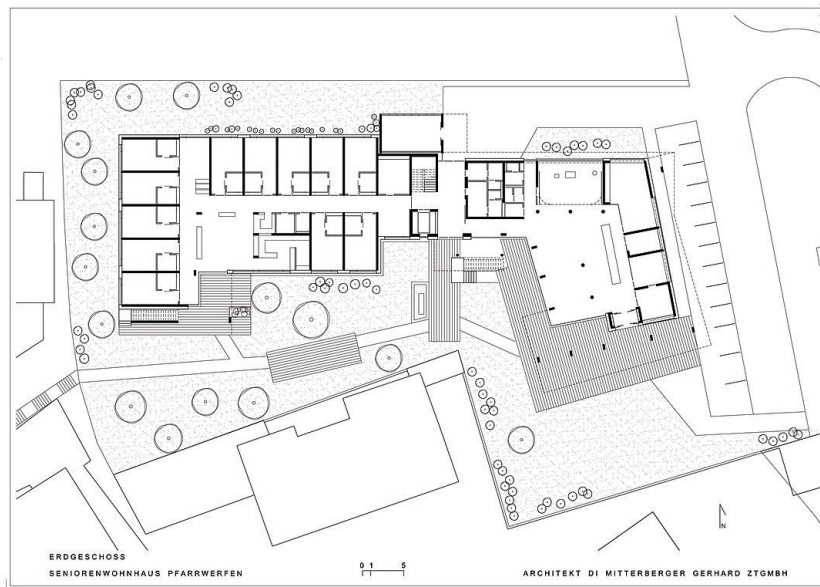 N
ERDGESCHOSS
SENIORENWOHNHAUS PFARRWERFEN
0 1 5
ARCHITEKT DI MITTERBERGER GERHARD ZTGMBH